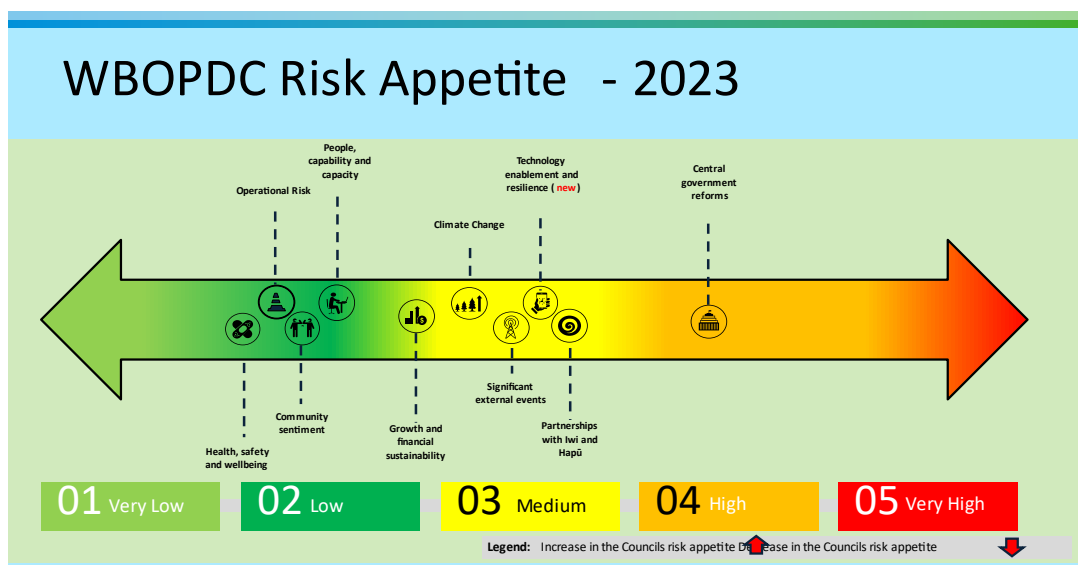 WBOPDC Risk Appetite - 2023
People,
capability and
capacity
Operational Risk
Technology
enablement and
resilience ( new )
Central
government
reforms
Climate Change
Significant
external events
Community
sentiment
Growth and
financial
sustainability
Partnerships
with Iwi and
Hapū
Health, safety
and wellbeing
01 Very Low
02 Low
03 Medium
04 High
05 Very High
Legend: Increase in the Councils risk appetite Decrease in the Councils risk appetite